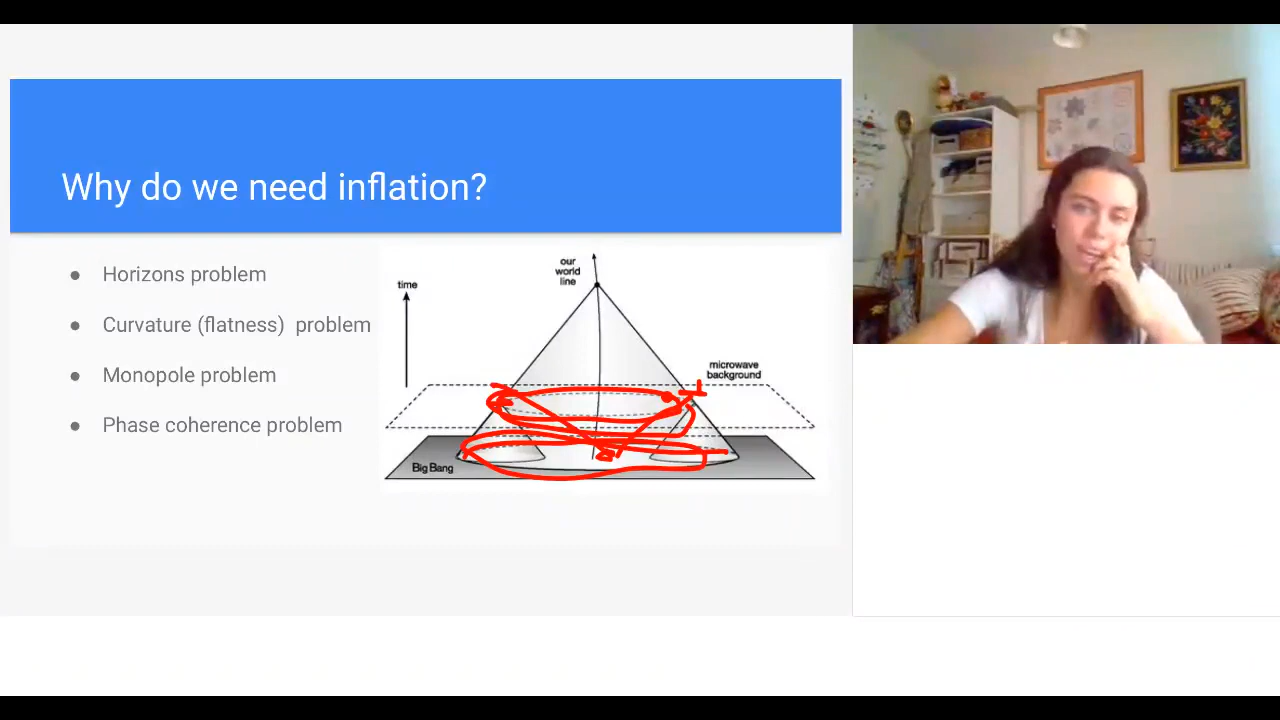 Why do we need inflation?
● Horizons problem
● Curvature (flatness) problem
● Monopole problem
● Phase coherence problem
our
world
line
time
microwave
background
Big Bang